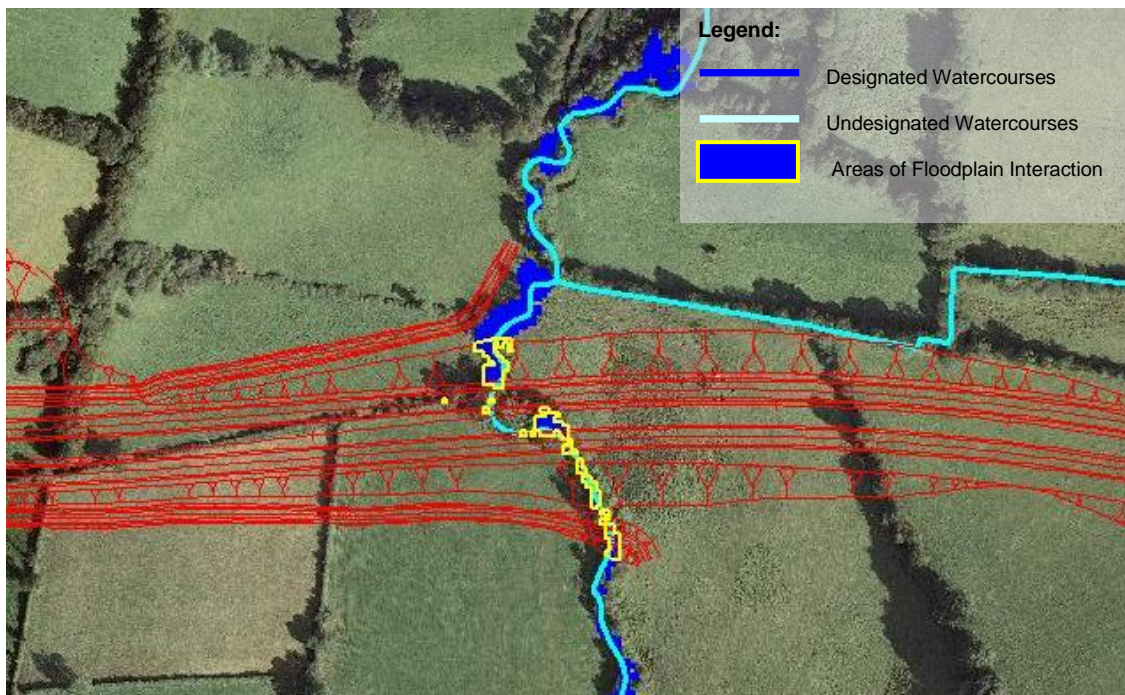 Legend:
Designated Watercourses
Undesignated Watercourses
Areas of Floodplain Interaction